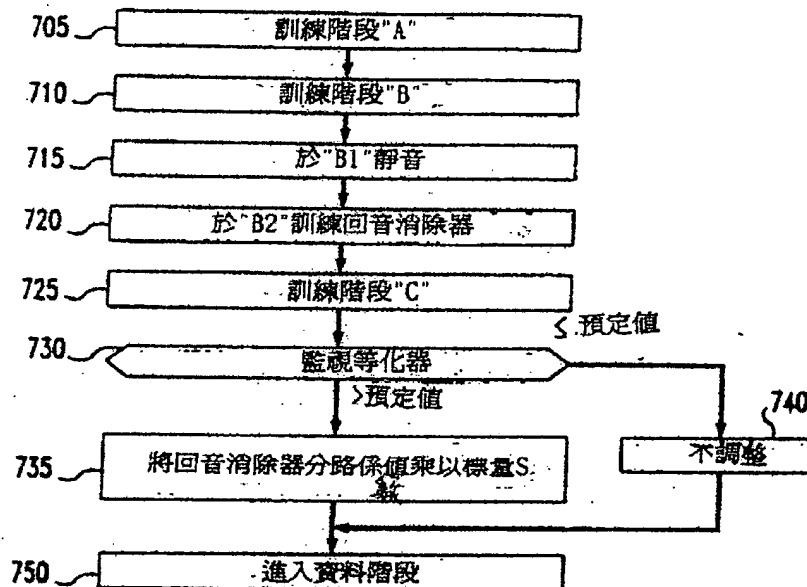 705 訓練階段"A"
710 訓練階段"B"
715 於"B1"靜音
720 於"B2"訓練回音消除器
725 訓練階段"C"
≤ 預定值
730 監視等化器
>預定值
740
735 將回音消除器分路係值乘以標量S
數
不調整
750 進入資料階段